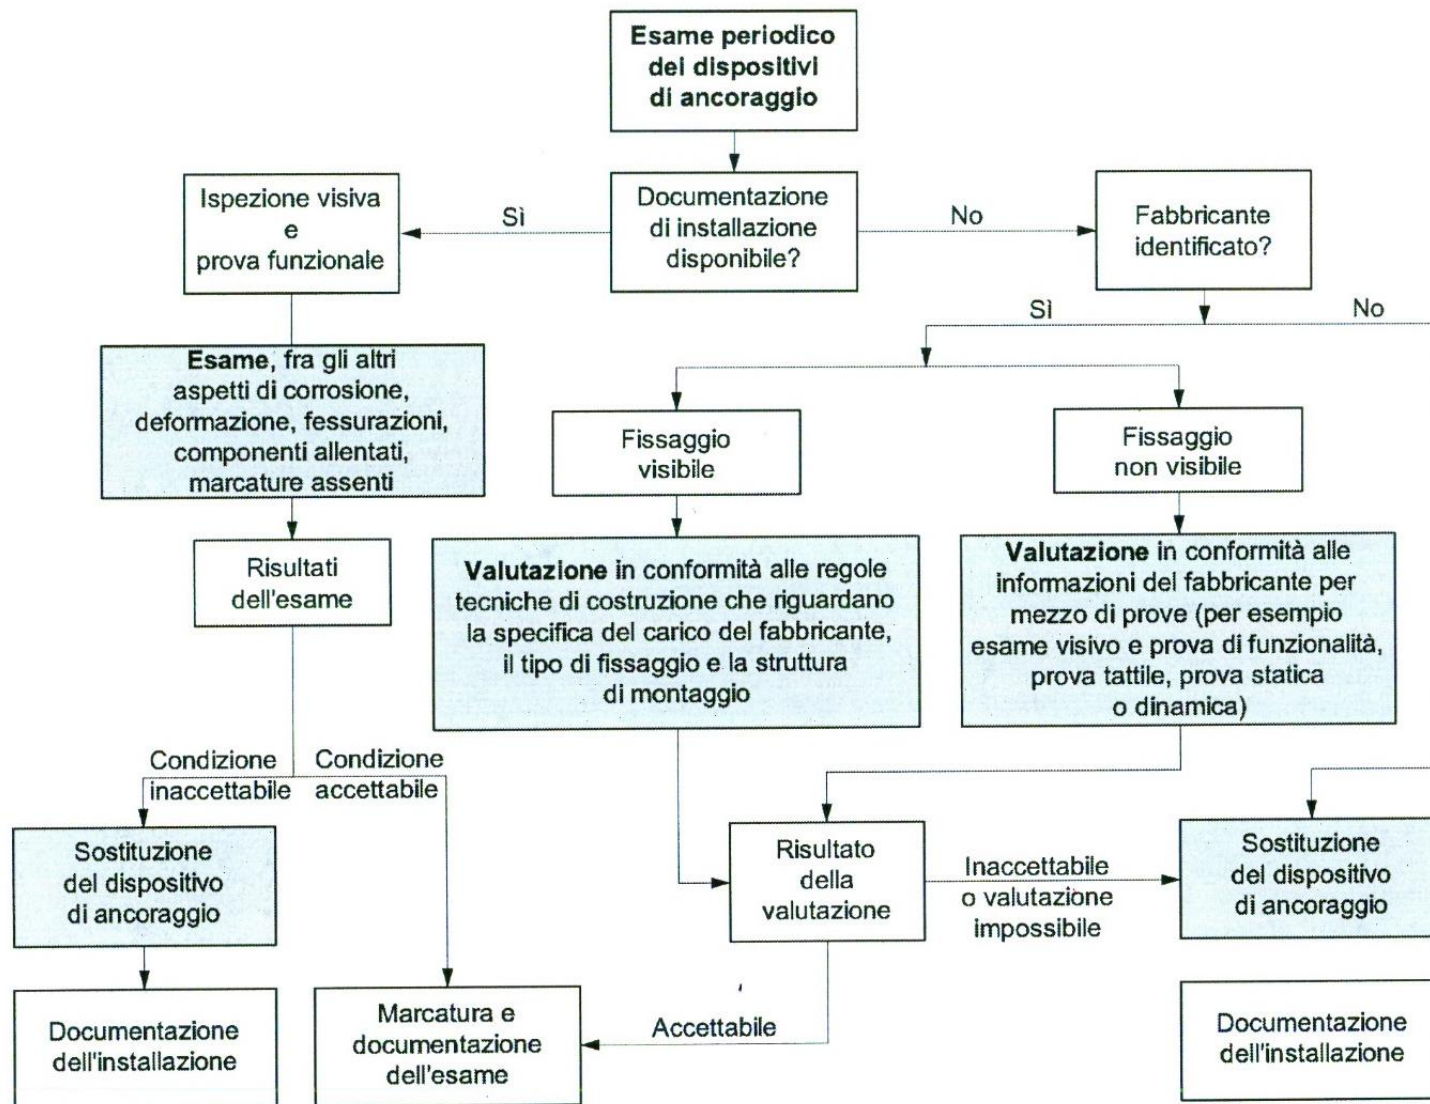 Esame periodico
dei dispositivi
di ancoraggio
Ispezione visiva
e
prova funzionale
Sì
Documentazione
di installazione
disponibile?
No
Fabbricante
identificato?
Sì
No
Esame, fra gli altri
aspetti di corrosione,
deformazione, fessurazioni,
componenti allentati,
marcature assenti
Fissaggio
visibile
Fissaggio
non visibile
Risultati
dell'esame
Valutazione in conformità alle regole
tecniche di costruzione che riguardano
la specifica del carico del fabbricante,
il tipo di fissaggio e la struttura
di montaggio
Valutazione in conformità alle
informazioni del fabbricante per
mezzo di prove (per esempio
esame visivo e prova di funzionalità,
prova tattile, prova statica
o dinamica)
Condizione
inaccettabile
Condizione
accettabile
Sostituzione
del dispositivo
di ancoraggio
Risultato
della
valutazione
Inaccettabile
o valutazione
impossibile
Sostituzione
del dispositivo
di ancoraggio
Documentazione
dell'installazione
Marcatura e
documentazione
dell'esame
Accettabile
Documentazione
dell'installazione